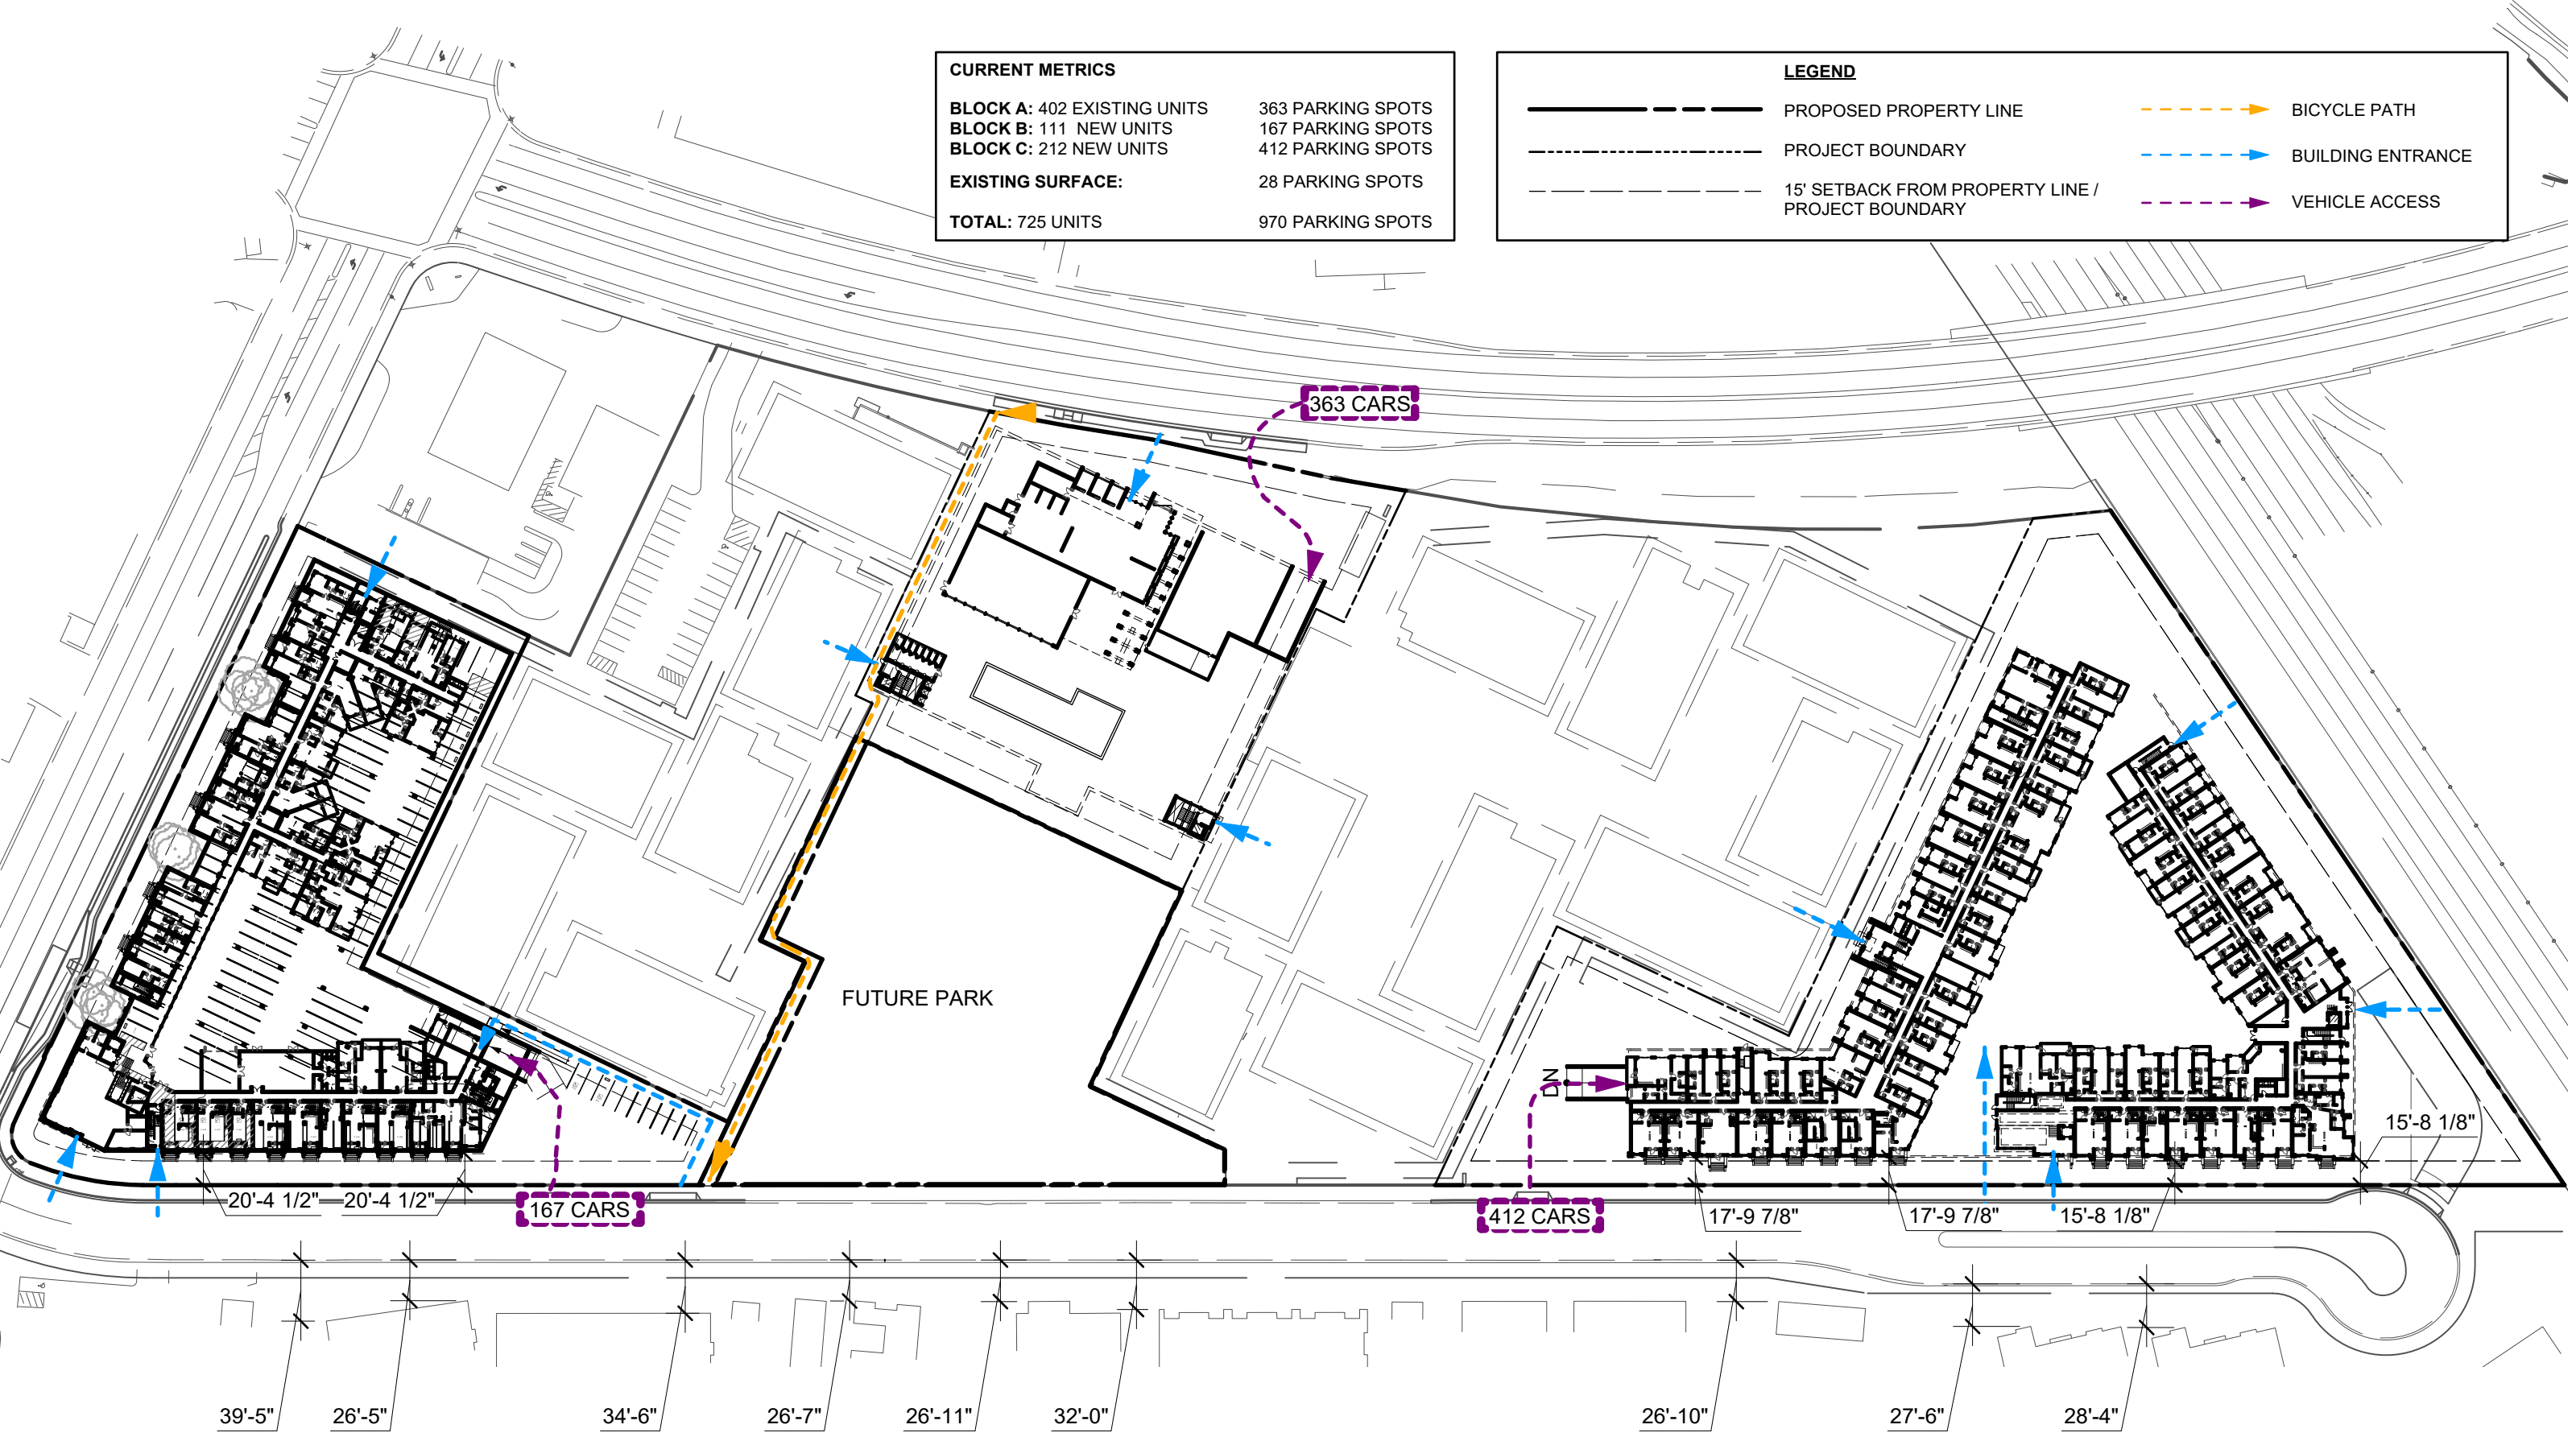 CURRENT METRICS
BLOCK A: 402 EXISTING UNITS 363 PARKING SPOTS
BLOCK B: 111 NEW UNITS 167 PARKING SPOTS
BLOCK C: 212 NEW UNITS 412 PARKING SPOTS
EXISTING SURFACE: 28 PARKING SPOTS
TOTAL: 725 UNITS 970 PARKING SPOTS
LEGEND
PROPOSED PROPERTY LINE
PROJECT BOUNDARY
15' SETBACK FROM PROPERTY LINE /
PROJECT BOUNDARY
BICYCLE PATH
BUILDING ENTRANCE
VEHICLE ACCESS
363 CARS
FUTURE PARK
DN
15'-8 1/8"
20'-4 1/2" 20'-4 1/2"
167 CARS
412 CARS
17'-9 7/8" 17'-9 7/8" 15'-8 1/8"
39'-5" 26'-5" 34'-6" 26'-7" 26'-11" 32'-0" 26'-10" 27'-6" 28'-4"